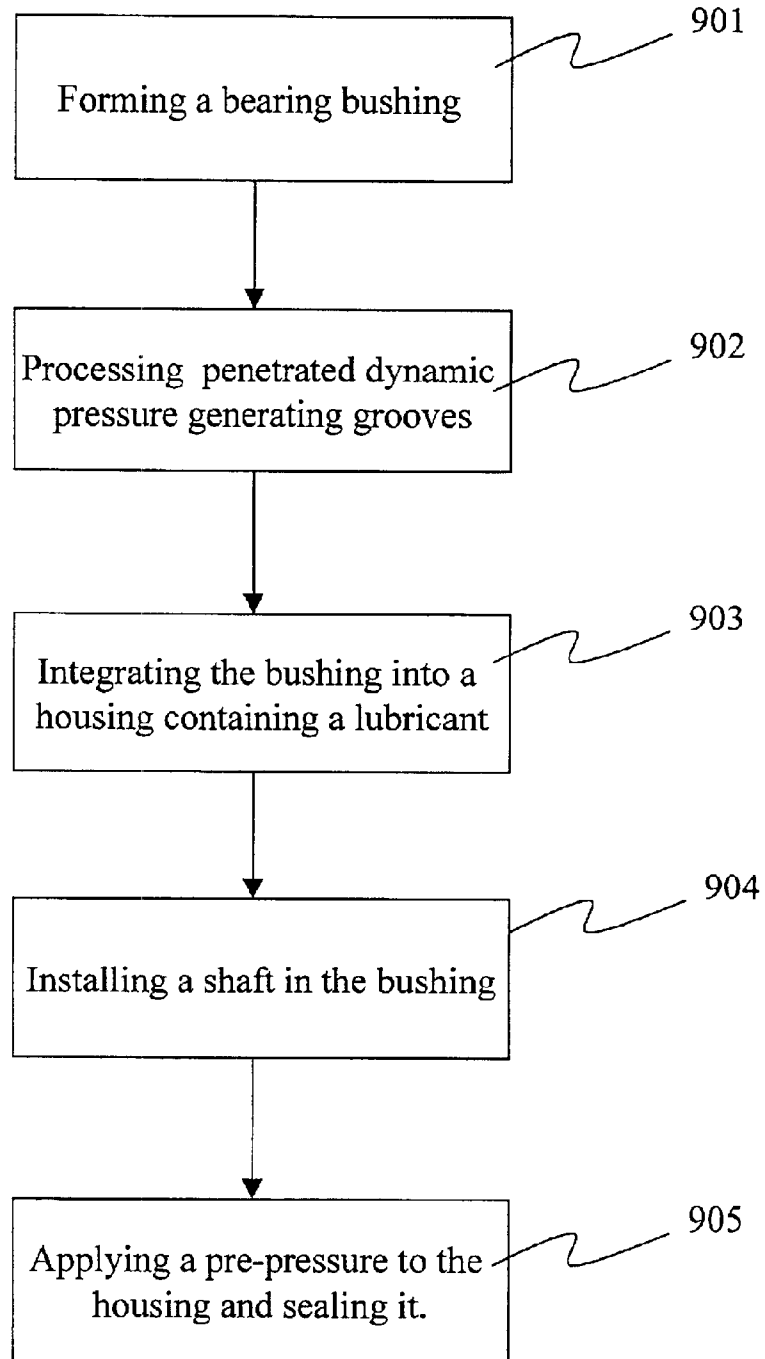 901
Forming a bearing bushing
902
Processing penetrated dynamic
pressure generating grooves
903
Integrating the bushing into a
housing containing a lubricant
904
Installing a shaft in the bushing
905
Applying a pre-pressure to the
housing and sealing it.